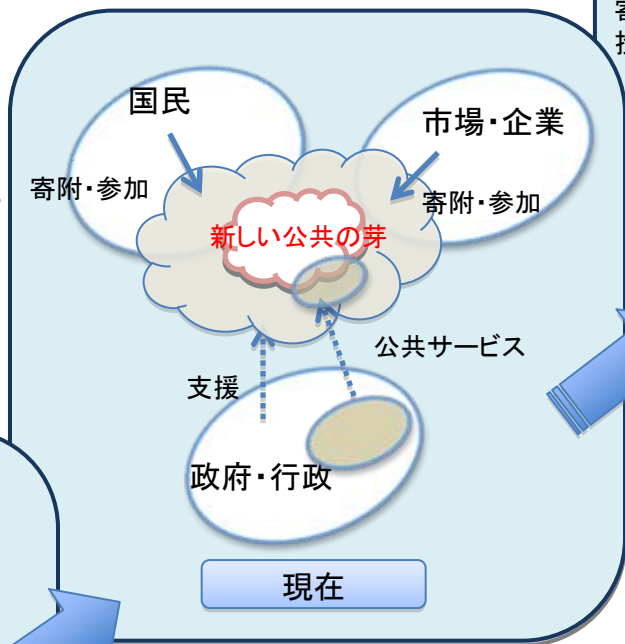 国民
市場・企業
寄附・参加
寄附・参加
新しい公共の芽
公共サービス
支援
政府・行政
現在